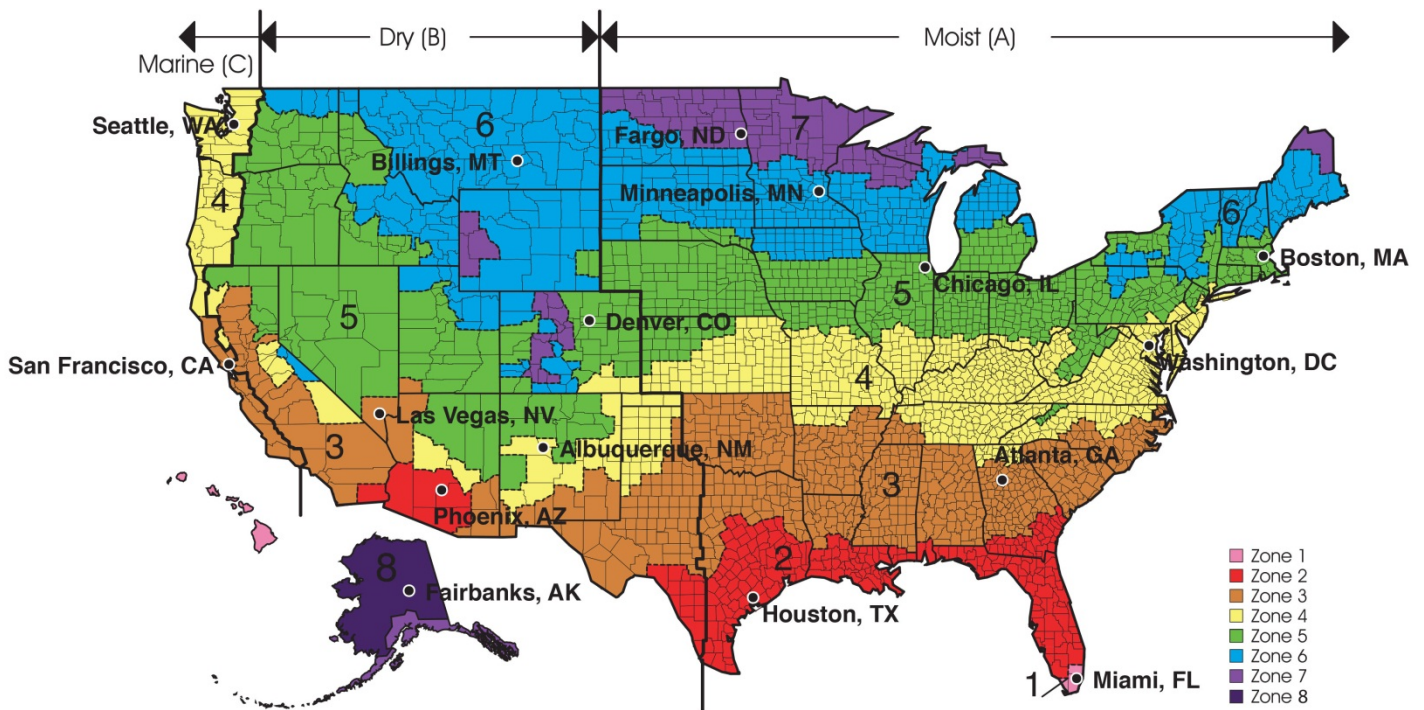 Marine (C)
Dry (B)
Moist (A)
Seattle, WA
6
Fargo, ND
7
Billings, MT
Minneapolis, MN
4
6
Boston, MA
Chicago, IL
5
5
Denver, CO
San Francisco, CA
4
Washington, DC
Las Vegas, NV
3
Albuquerque, NM
Atlanta, GA
3
Phoenix, AZ
2
8
Fairbanks, AK
Houston, TX
1
Miami, FL
Zone 1
Zone 2
Zone 3
Zone 4
Zone 5
Zone 6
Zone 7
Zone 8